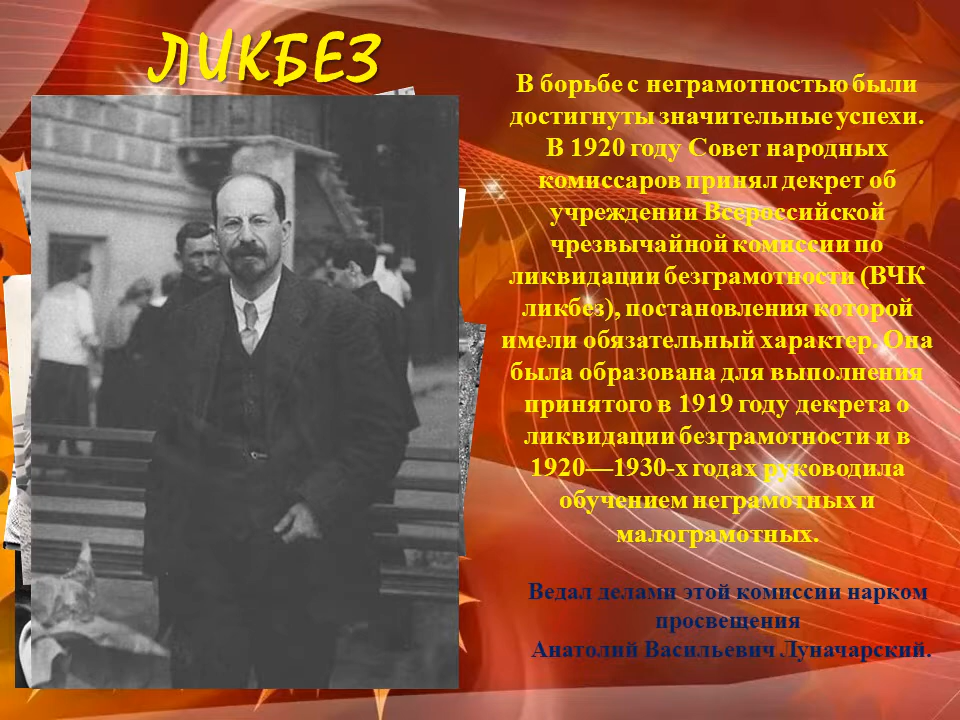 ЛИКБЕЗ
В борьбе с неграмотностью были
достигнуты значительные успехи.
В 1920 году Совет народных
комиссаров принял декрет об
учреждении Всероссийской
чрезвычайной комиссии по
ликвидации безграмотности (ВЧК
ликбез), постановления которой
имели обязательный характер. Она
была образована для выполнения
принятого в 1919 году декрета о
ликвидации безграмотности и в
1920—1930-х годах руководила
обучением неграмотных и
малограмотных.
Ведал делами этой комиссии нарком
просвещения
Анатолий Васильевич Луначарский.